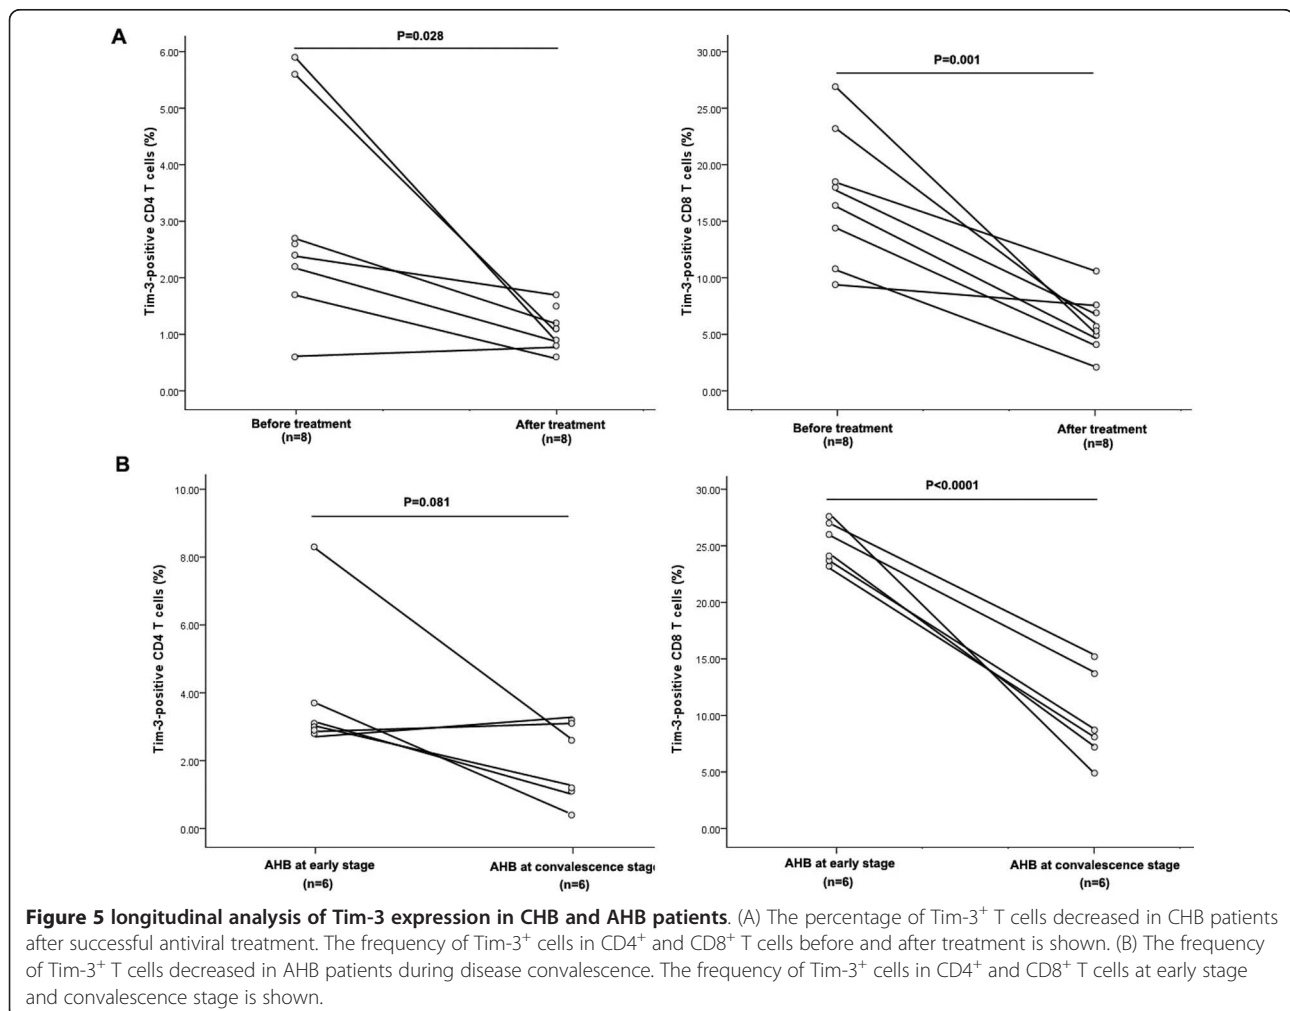 A
P=0.028
6.00
5.00
4.00
3.00
2.00
1.00
0.00
Tim-3-positive CD4 T cells (%)
Before treatment
(n=8)
After treatment
(n=8)
P=0.001
30.00
25.00
20.00
15.00
10.00
5.00
0.00
Tim-3-positive CD8 T cells (%)
Before treatment
(n=8)
After treatment
(n=8)
B
P=0.081
10.00
8.00
6.00
4.00
2.00
0.00
Tim-3-positive CD4 T cells (%)
AHB at early stage
(n=6)
AHB at convalescence stage
(n=6)
P<0.0001
30.00
25.00
20.00
15.00
10.00
5.00
0.00
Tim-3-positive CD8 T cells (%)
AHB at early stage
(n=6)
AHB at convalescence stage
(n=6)
Figure 5 longitudinal analysis of Tim-3 expression in CHB and AHB patients. (A) The percentage of Tim-3⁺ T cells decreased in CHB patients
after successful antiviral treatment. The frequency of Tim-3⁺ cells in CD4⁺ and CD8⁺ T cells before and after treatment is shown. (B) The frequency
of Tim-3⁺ T cells decreased in AHB patients during disease convalescence. The frequency of Tim-3⁺ cells in CD4⁺ and CD8⁺ T cells at early stage
and convalescence stage is shown.